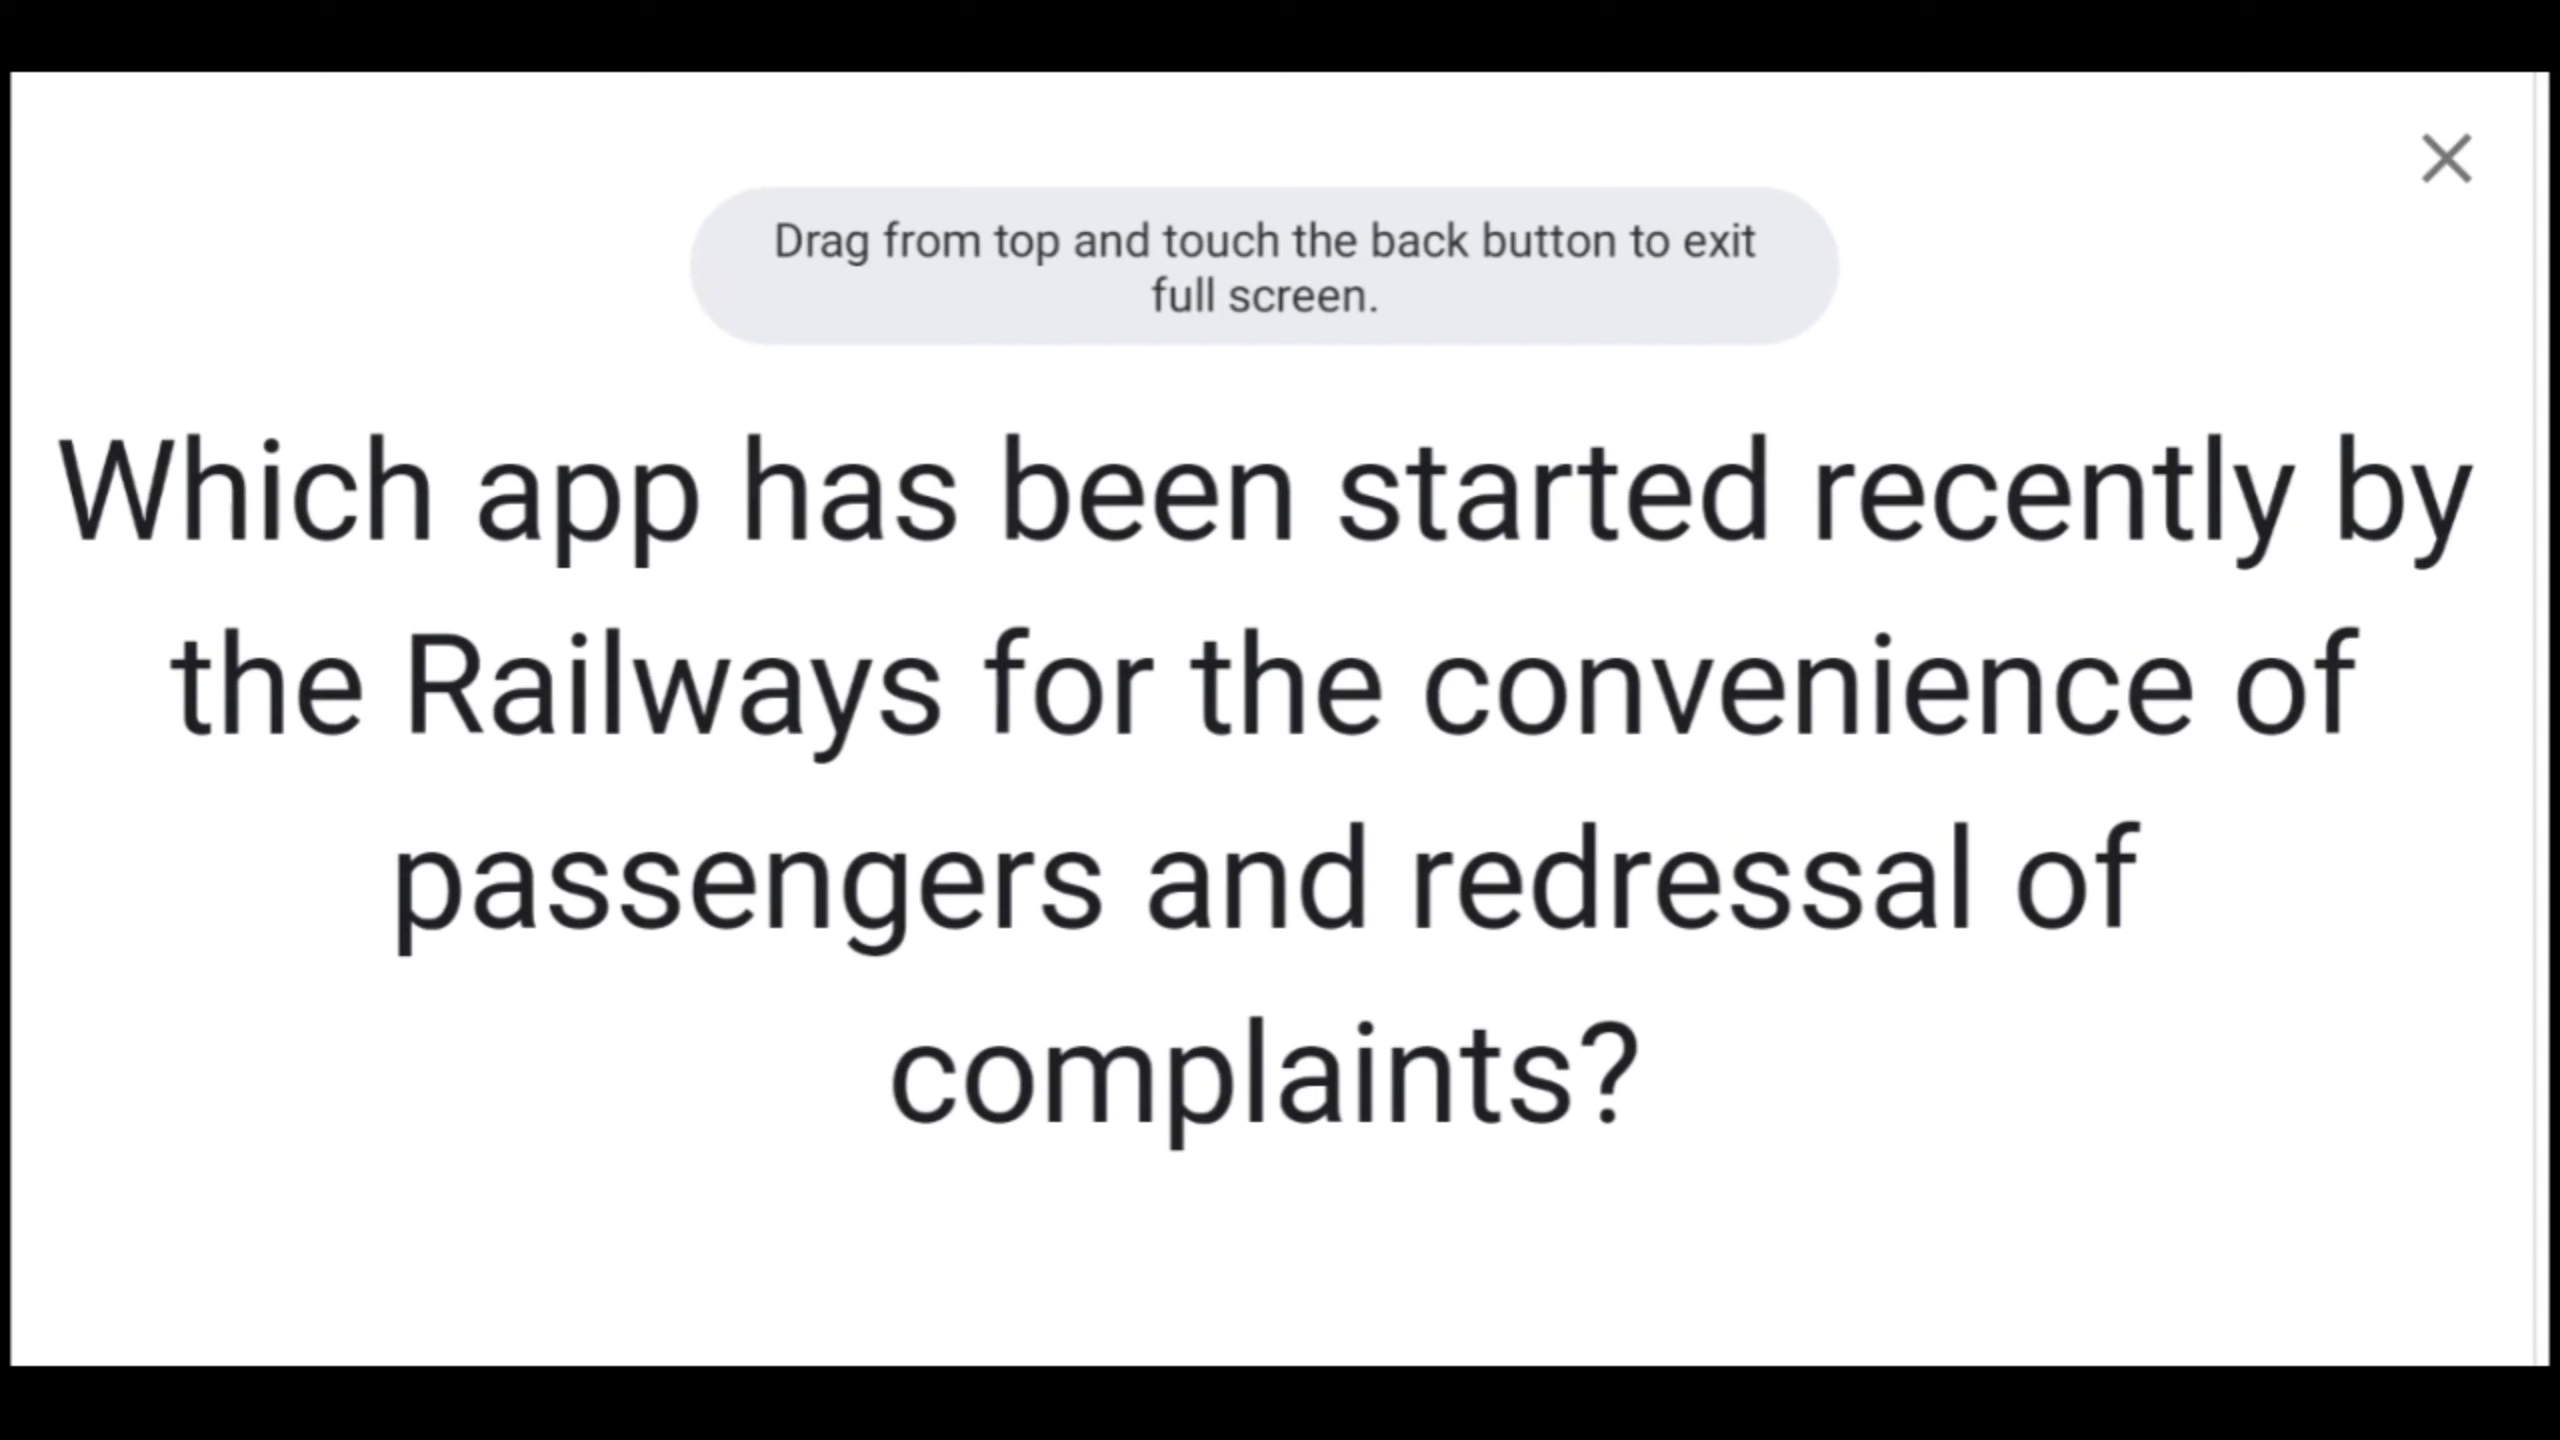 Drag from top and touch the back button to exit
full screen.
Which app has been started recently by
the Railways for the convenience of
passengers and redressal of
complaints?